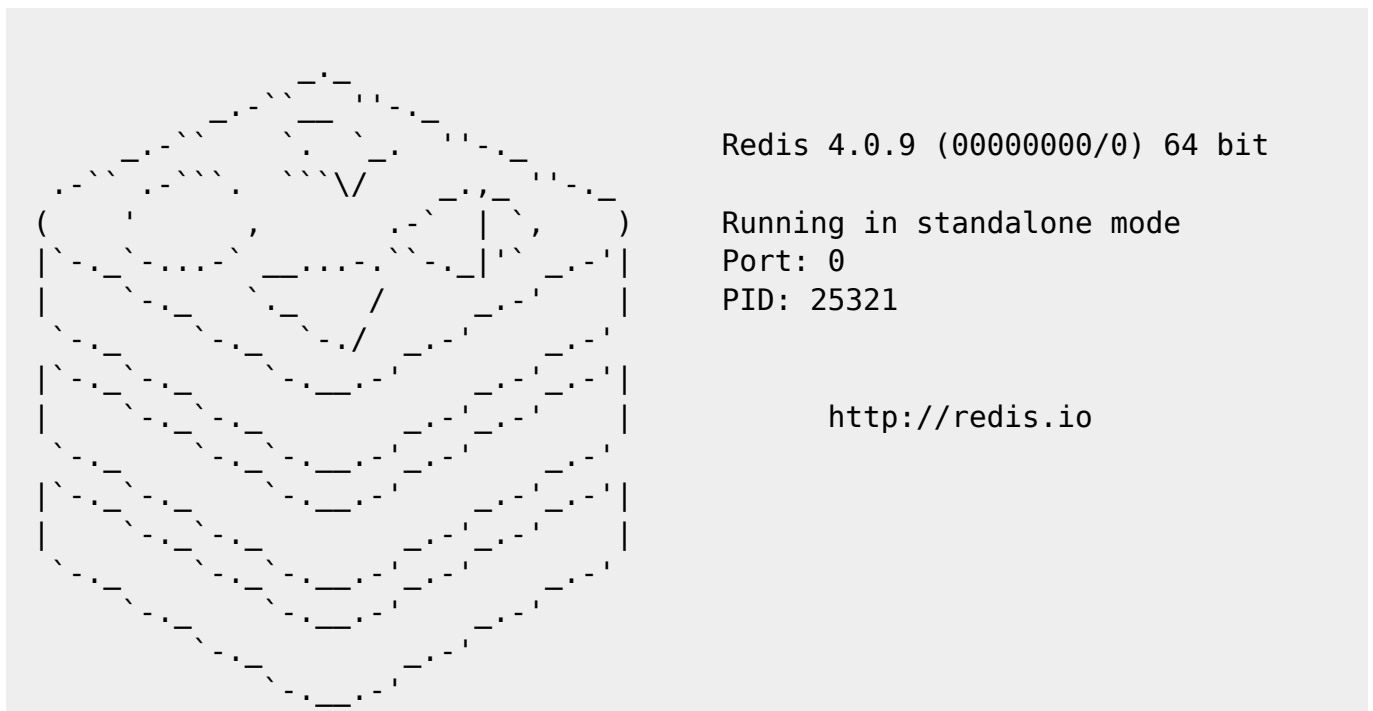 Redis 4.0.9 (00000000/0) 64 bit
Running in standalone mode
Port: 0
PID: 25321
http://redis.io